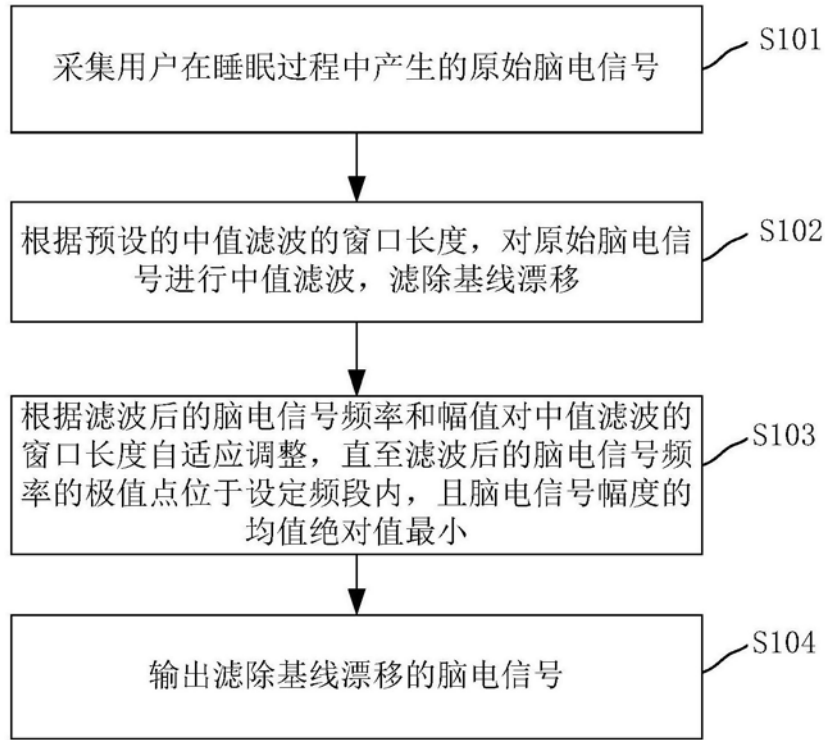 采集用户在睡眠过程中产生的原始脑电信号
S101
根据预设的中值滤波的窗口长度，对原始脑电信
号进行中值滤波，滤除基线漂移
S102
根据滤波后的脑电信号频率和幅值对中值滤波的
窗口长度自适应调整，直至滤波后的脑电信号频
率的极值点位于设定频段内，且脑电信号幅度的
均值绝对值最小
S103
输出滤除基线漂移的脑电信号
S104